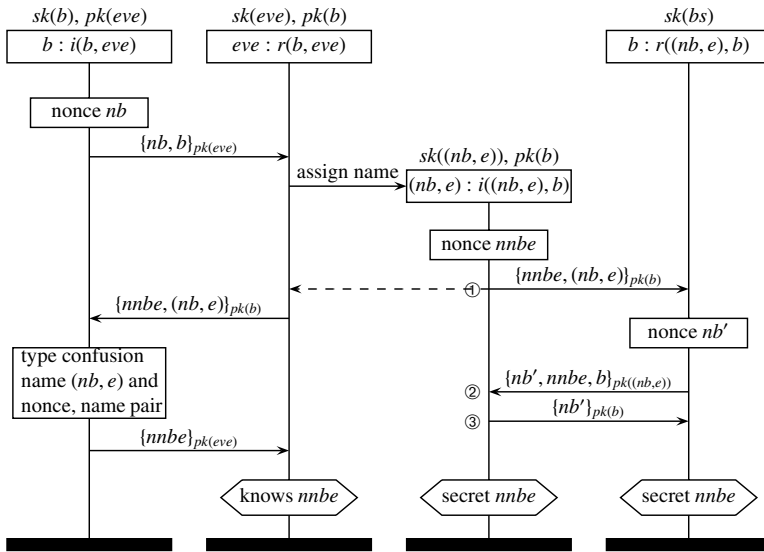 sk(b), pk(eve)
sk(eve), pk(b)
sk(bs)
b : i(b, eve)
eve : r(b, eve)
b : r((nb, e), b)
nonce nb
{nb, b}pk(eve)
sk((nb, e)), pk(b)
assign name
(nb, e) : i((nb, e), b)
nonce nnbe
① {nnbe, (nb, e)}pk(b)
{nnbe, (nb, e)}pk(b)
nonce nb′
type confusion
name (nb, e) and
nonce, name pair
② {nb′, nnbe, b}pk((nb,e))
③ {nb′}pk(b)
{nnbe}pk(eve)
knows nnbe
secret nnbe
secret nnbe